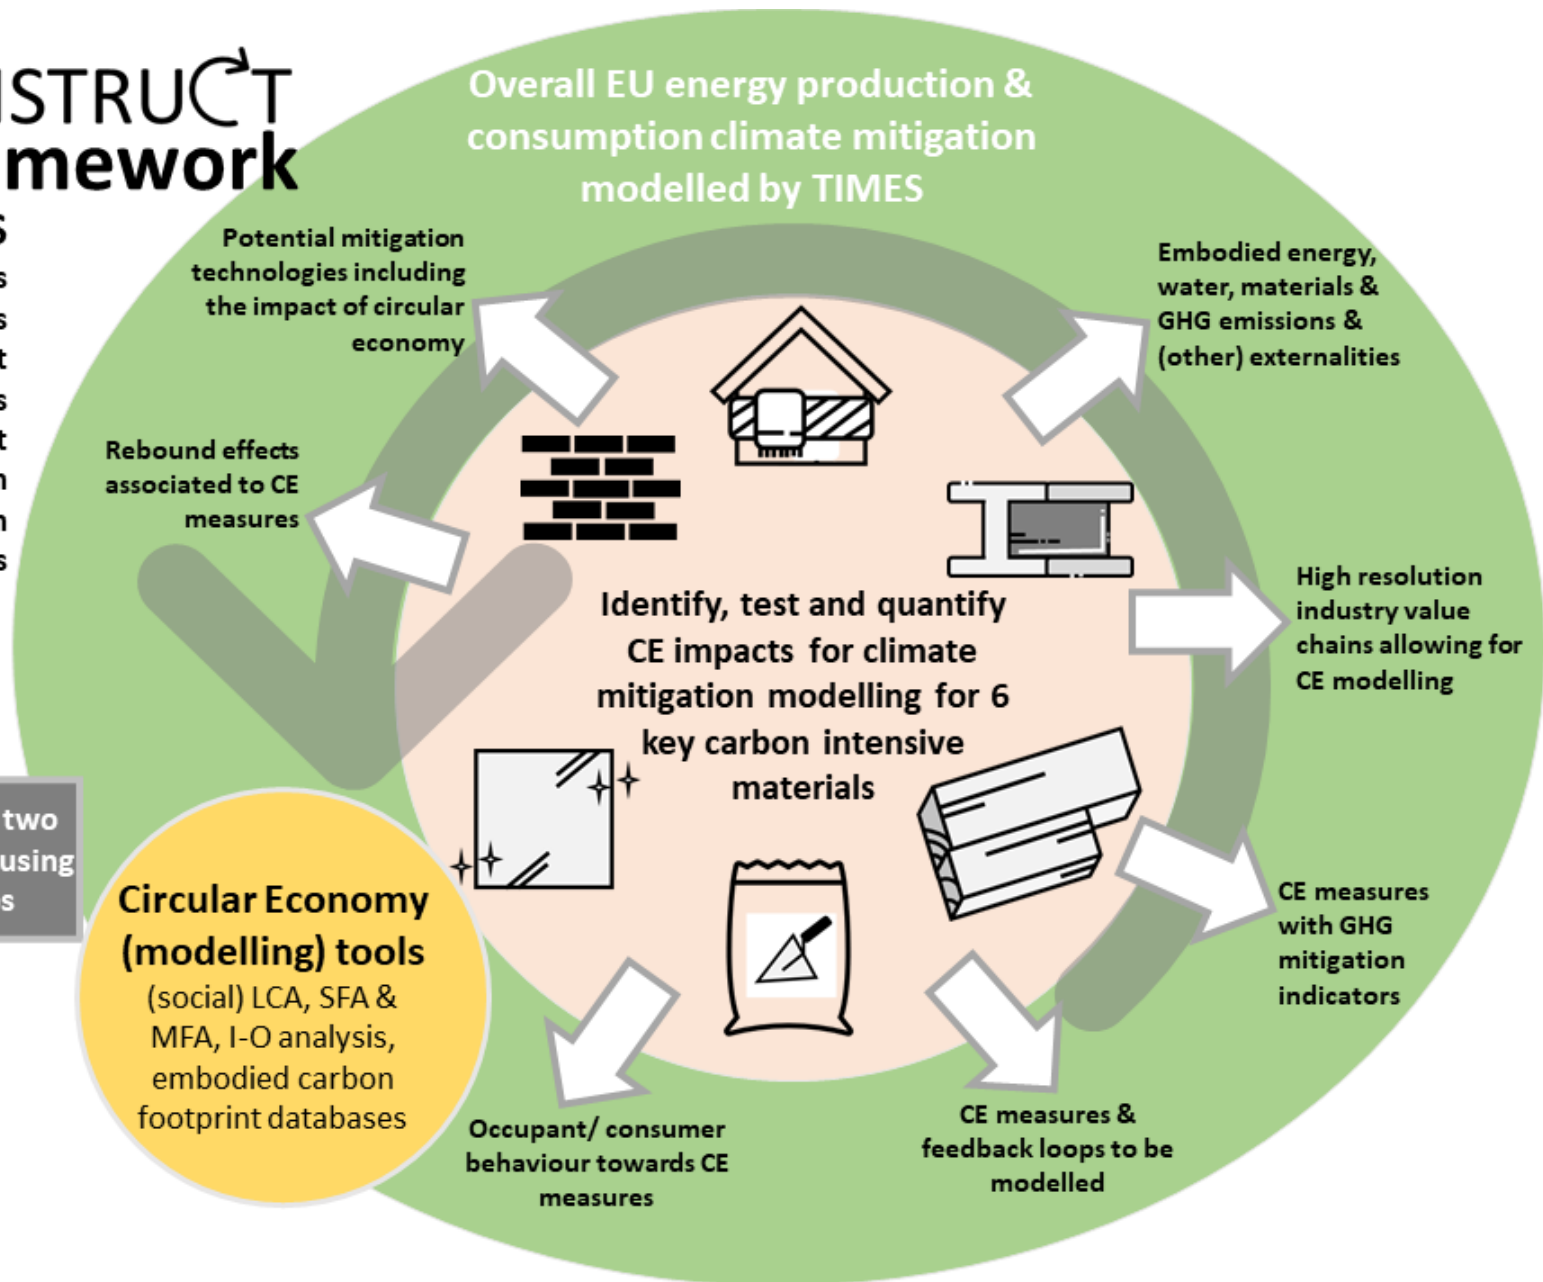 NSTRUCT
mework
Overall EU energy production &
consumption climate mitigation
modelled by TIMES
Potential mitigation
technologies including
the impact of circular
economy
Embodied energy,
water, materials &
GHG emissions &
(other) externalities
Rebound effects
associated to CE
measures
High resolution
industry value
chains allowing for
CE modelling
Identify, test and quantify
CE impacts for climate
mitigation modelling for 6
key carbon intensive
materials
two
using
Circular Economy
(modelling) tools
(social) LCA, SFA &
MFA, I-O analysis,
embodied carbon
footprint databases
CE measures
with GHG
mitigation
indicators
Occupant/ consumer
behaviour towards CE
measures
CE measures &
feedback loops to be
modelled